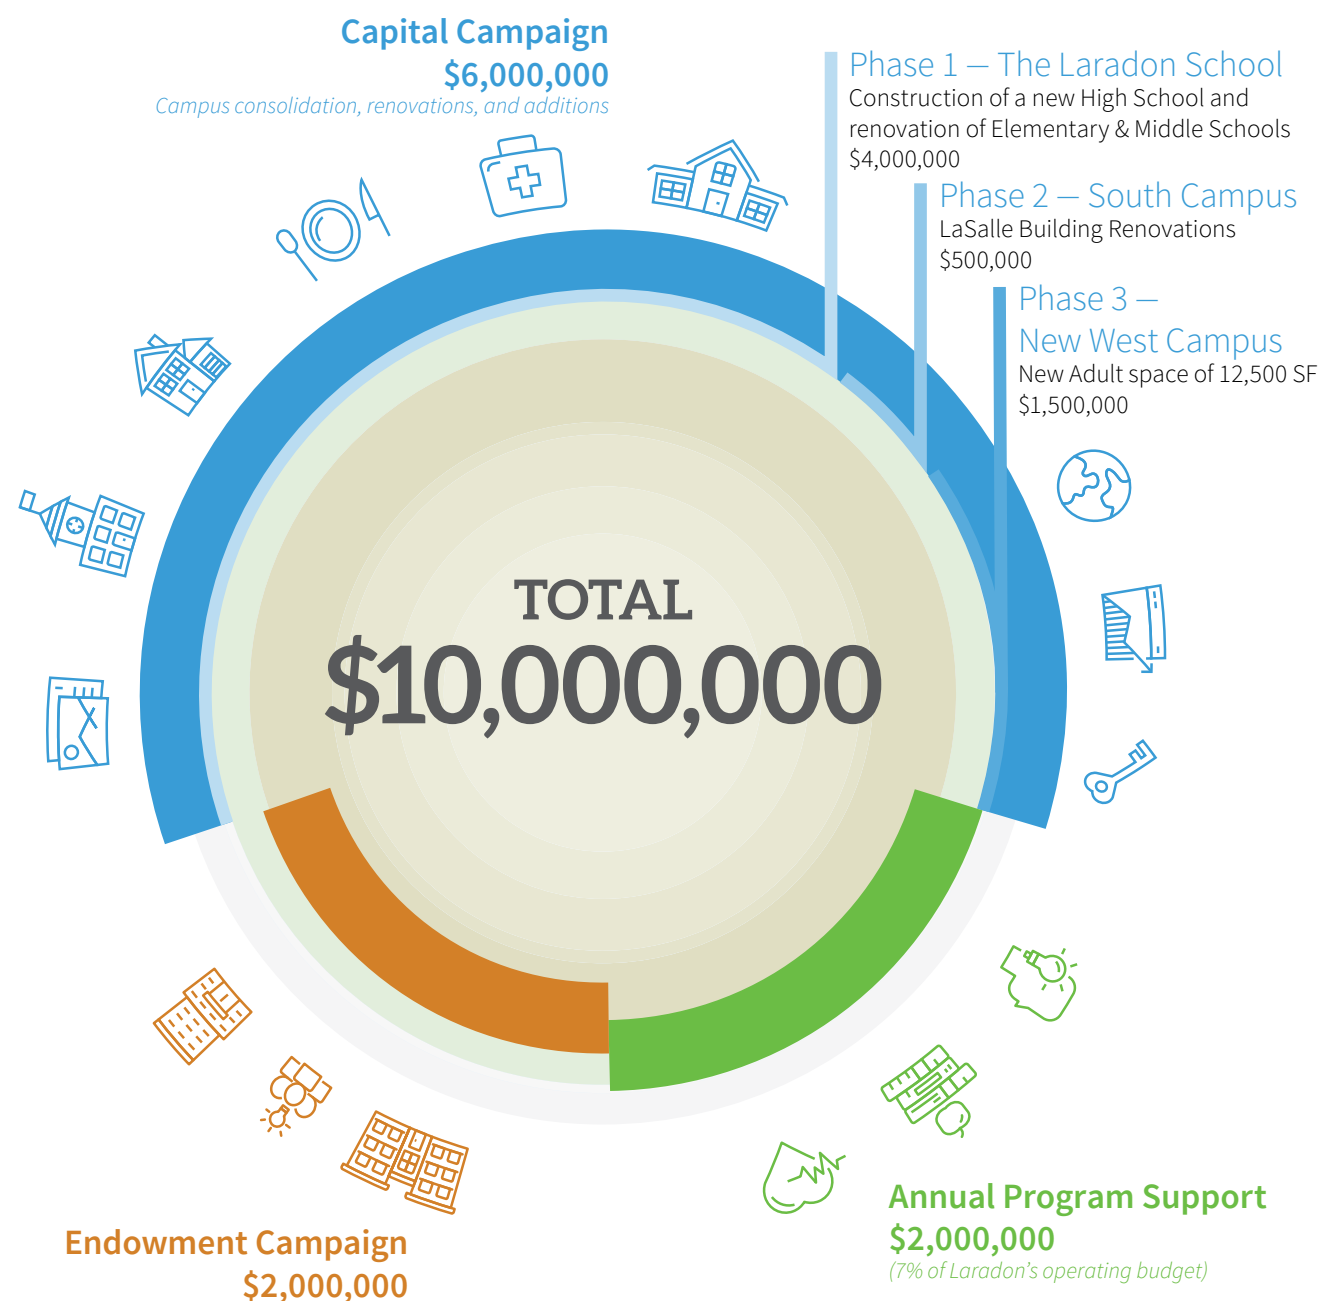 Capital Campaign
$6,000,000
Campus consolidation, renovations, and additions
Phase 1 — The Laradon School
Construction of a new High School and
renovation of Elementary & Middle Schools
$4,000,000
Phase 2 — South Campus
LaSalle Building Renovations
$500,000
Phase 3 —
New West Campus
New Adult space of 12,500 SF
$1,500,000
TOTAL
$10,000,000
Annual Program Support
$2,000,000
(7% of Laradon’s operating budget)
Endowment Campaign
$2,000,000